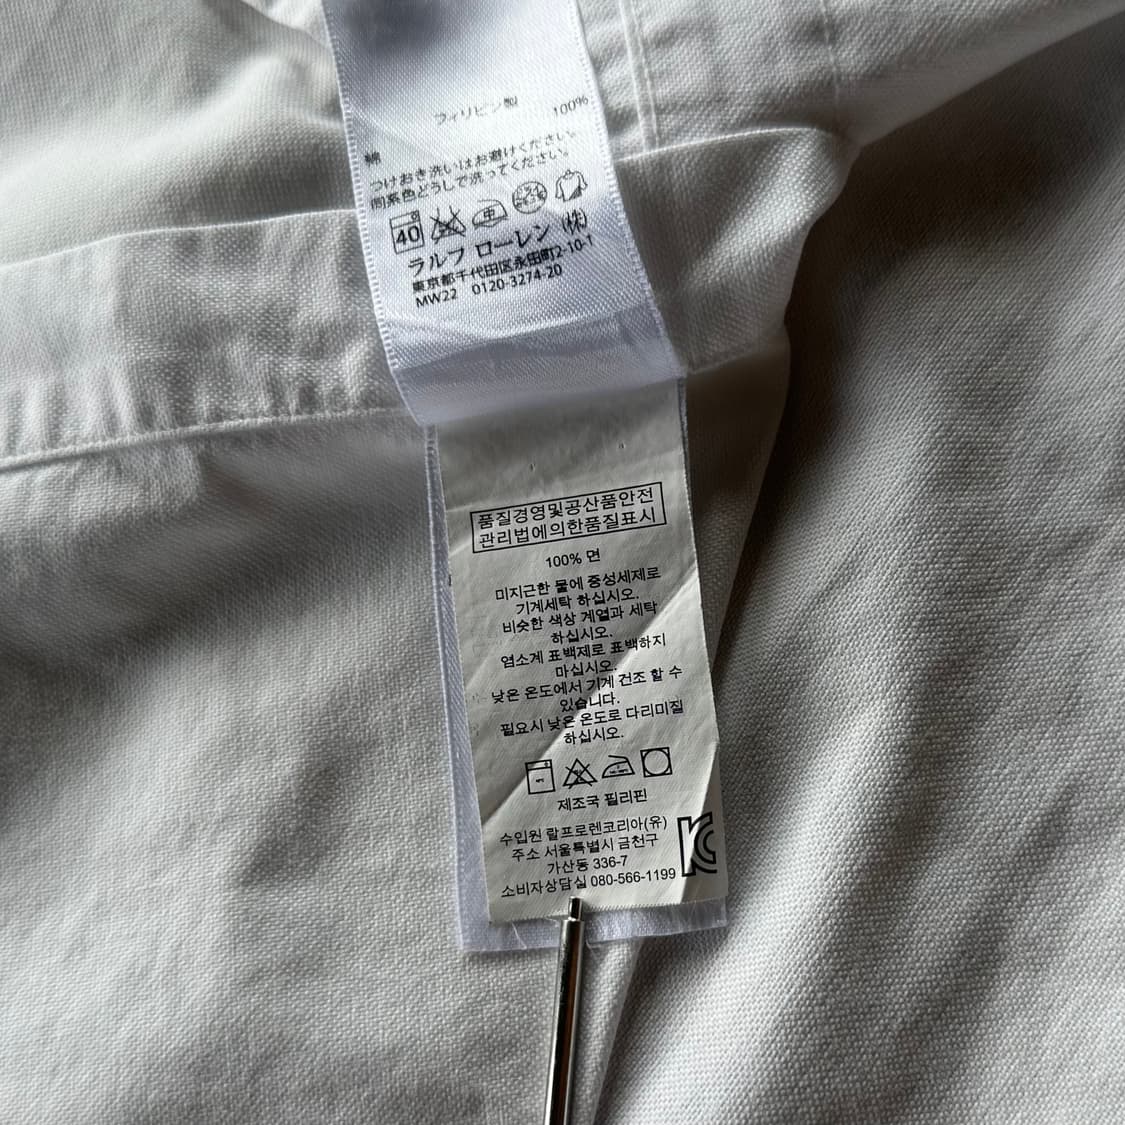 フィリピン製
綿 100%
つけおき洗いはお避けください。
同系色どうしで洗ってください。
40 中
ラルフ ローレン (株)
東京都千代田区永田町2-10-1
MW22 0120-3274-20
품질경영및공산품안전
관리법에의한품질표시
100% 면
미지근한 물에 중성세제로
기계세탁 하십시오.
비슷한 색상 계열과 세탁
하십시오.
염소계 표백제로 표백하지
마십시오.
낮은 온도에서 기계 건조 할 수
있습니다.
필요시 낮은 온도로 다리미질
하십시오.
제조국 필리핀
수입원 랄프로렌코리아(유)
주소 서울특별시 금천구
가산동 336-7
소비자상담실 080-566-1199